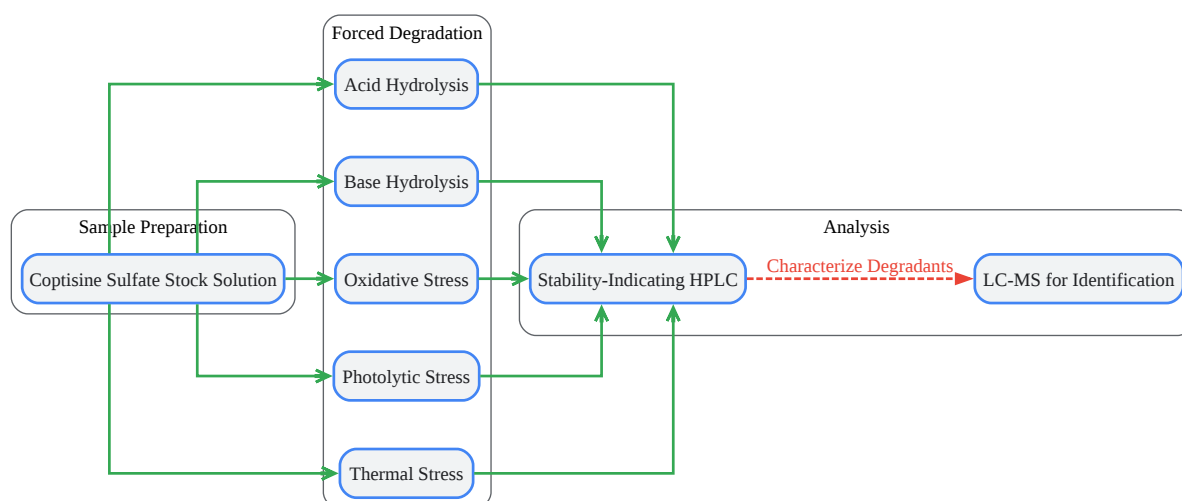 Forced Degradation
Acid Hydrolysis
Base Hydrolysis
Sample Preparation
Analysis
Coptisine Sulfate Stock Solution
Oxidative Stress
Stability-Indicating HPLC
Characterize Degradants
LC-MS for Identification
Photolytic Stress
Thermal Stress